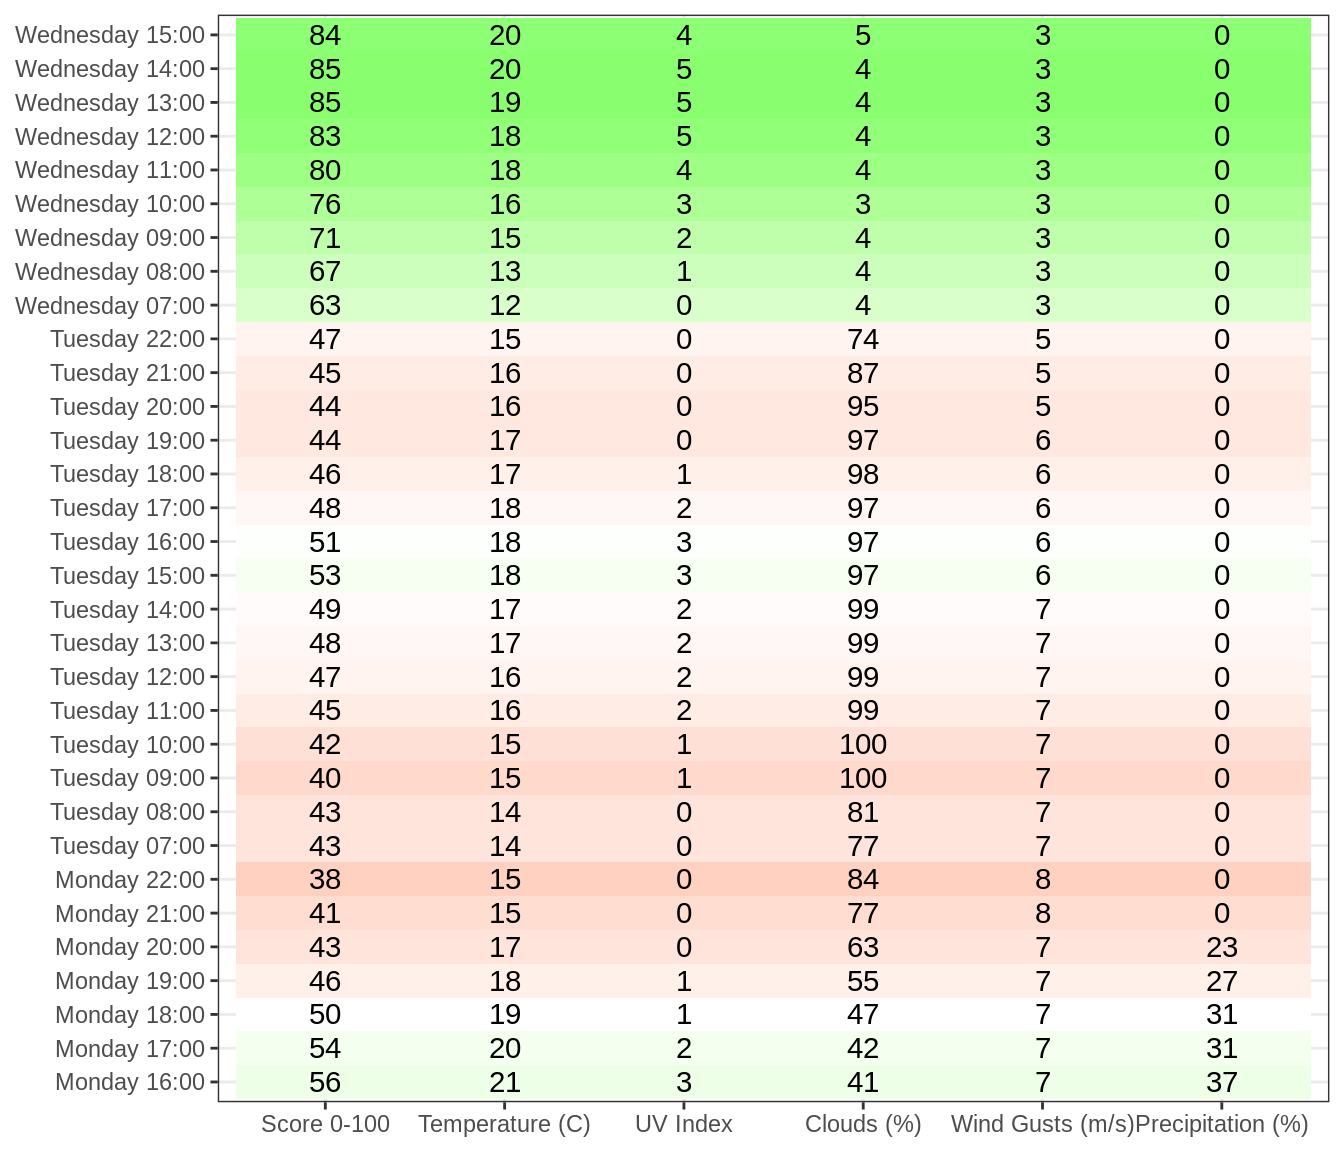 Wednesday 15:00 84 20 4 5 3 0
Wednesday 14:00 85 20 5 4 3 0
Wednesday 13:00 85 19 5 4 3 0
Wednesday 12:00 83 18 5 4 3 0
Wednesday 11:00 80 18 4 4 3 0
Wednesday 10:00 76 16 3 3 3 0
Wednesday 09:00 71 15 2 4 3 0
Wednesday 08:00 67 13 1 4 3 0
Wednesday 07:00 63 12 0 4 3 0
Tuesday 22:00 47 15 0 74 5 0
Tuesday 21:00 45 16 0 87 5 0
Tuesday 20:00 44 16 0 95 5 0
Tuesday 19:00 44 17 0 97 6 0
Tuesday 18:00 46 17 1 98 6 0
Tuesday 17:00 48 18 2 97 6 0
Tuesday 16:00 51 18 3 97 6 0
Tuesday 15:00 53 18 3 97 6 0
Tuesday 14:00 49 17 2 99 7 0
Tuesday 13:00 48 17 2 99 7 0
Tuesday 12:00 47 16 2 99 7 0
Tuesday 11:00 45 16 2 99 7 0
Tuesday 10:00 42 15 1 100 7 0
Tuesday 09:00 40 15 1 100 7 0
Tuesday 08:00 43 14 0 81 7 0
Tuesday 07:00 43 14 0 77 7 0
Monday 22:00 38 15 0 84 8 0
Monday 21:00 41 15 0 77 8 0
Monday 20:00 43 17 0 63 7 23
Monday 19:00 46 18 1 55 7 27
Monday 18:00 50 19 1 47 7 31
Monday 17:00 54 20 2 42 7 31
Monday 16:00 56 21 3 41 7 37
Score 0-100 Temperature (C) UV Index Clouds (%) Wind Gusts (m/s) Precipitation (%)